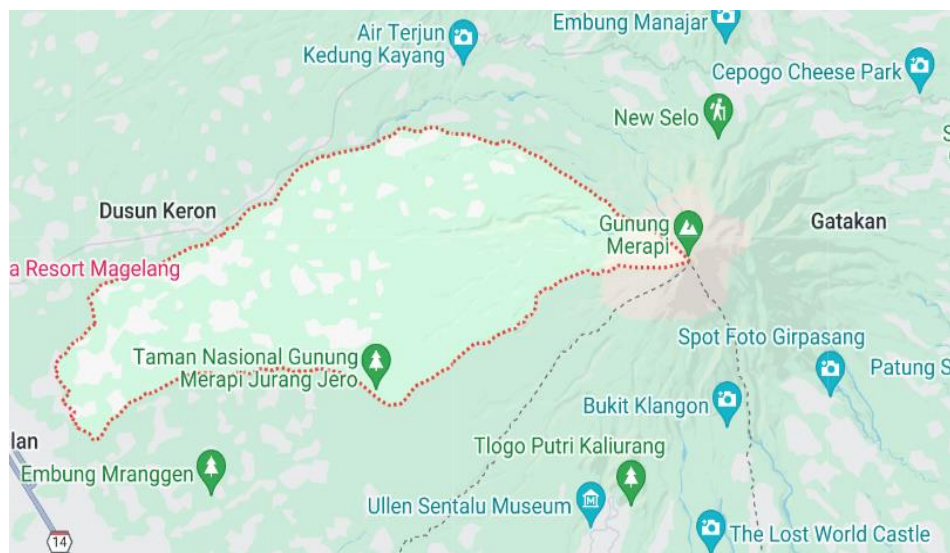 Air Terjun
Kedung Kayang
Embung Manajar
Cepogo Cheese Park
New Selo
S
Dusun Keron
Gunung
Merapi
Gatakan
a Resort Magelang
Taman Nasional Gunung
Merapi Jurang Jero
Spot Foto Girpasang
Patung S
Bukit Klangon
lan
Embung Mranggen
Tlogo Putri Kaliurang
Ullen Sentalu Museum
The Lost World Castle
14